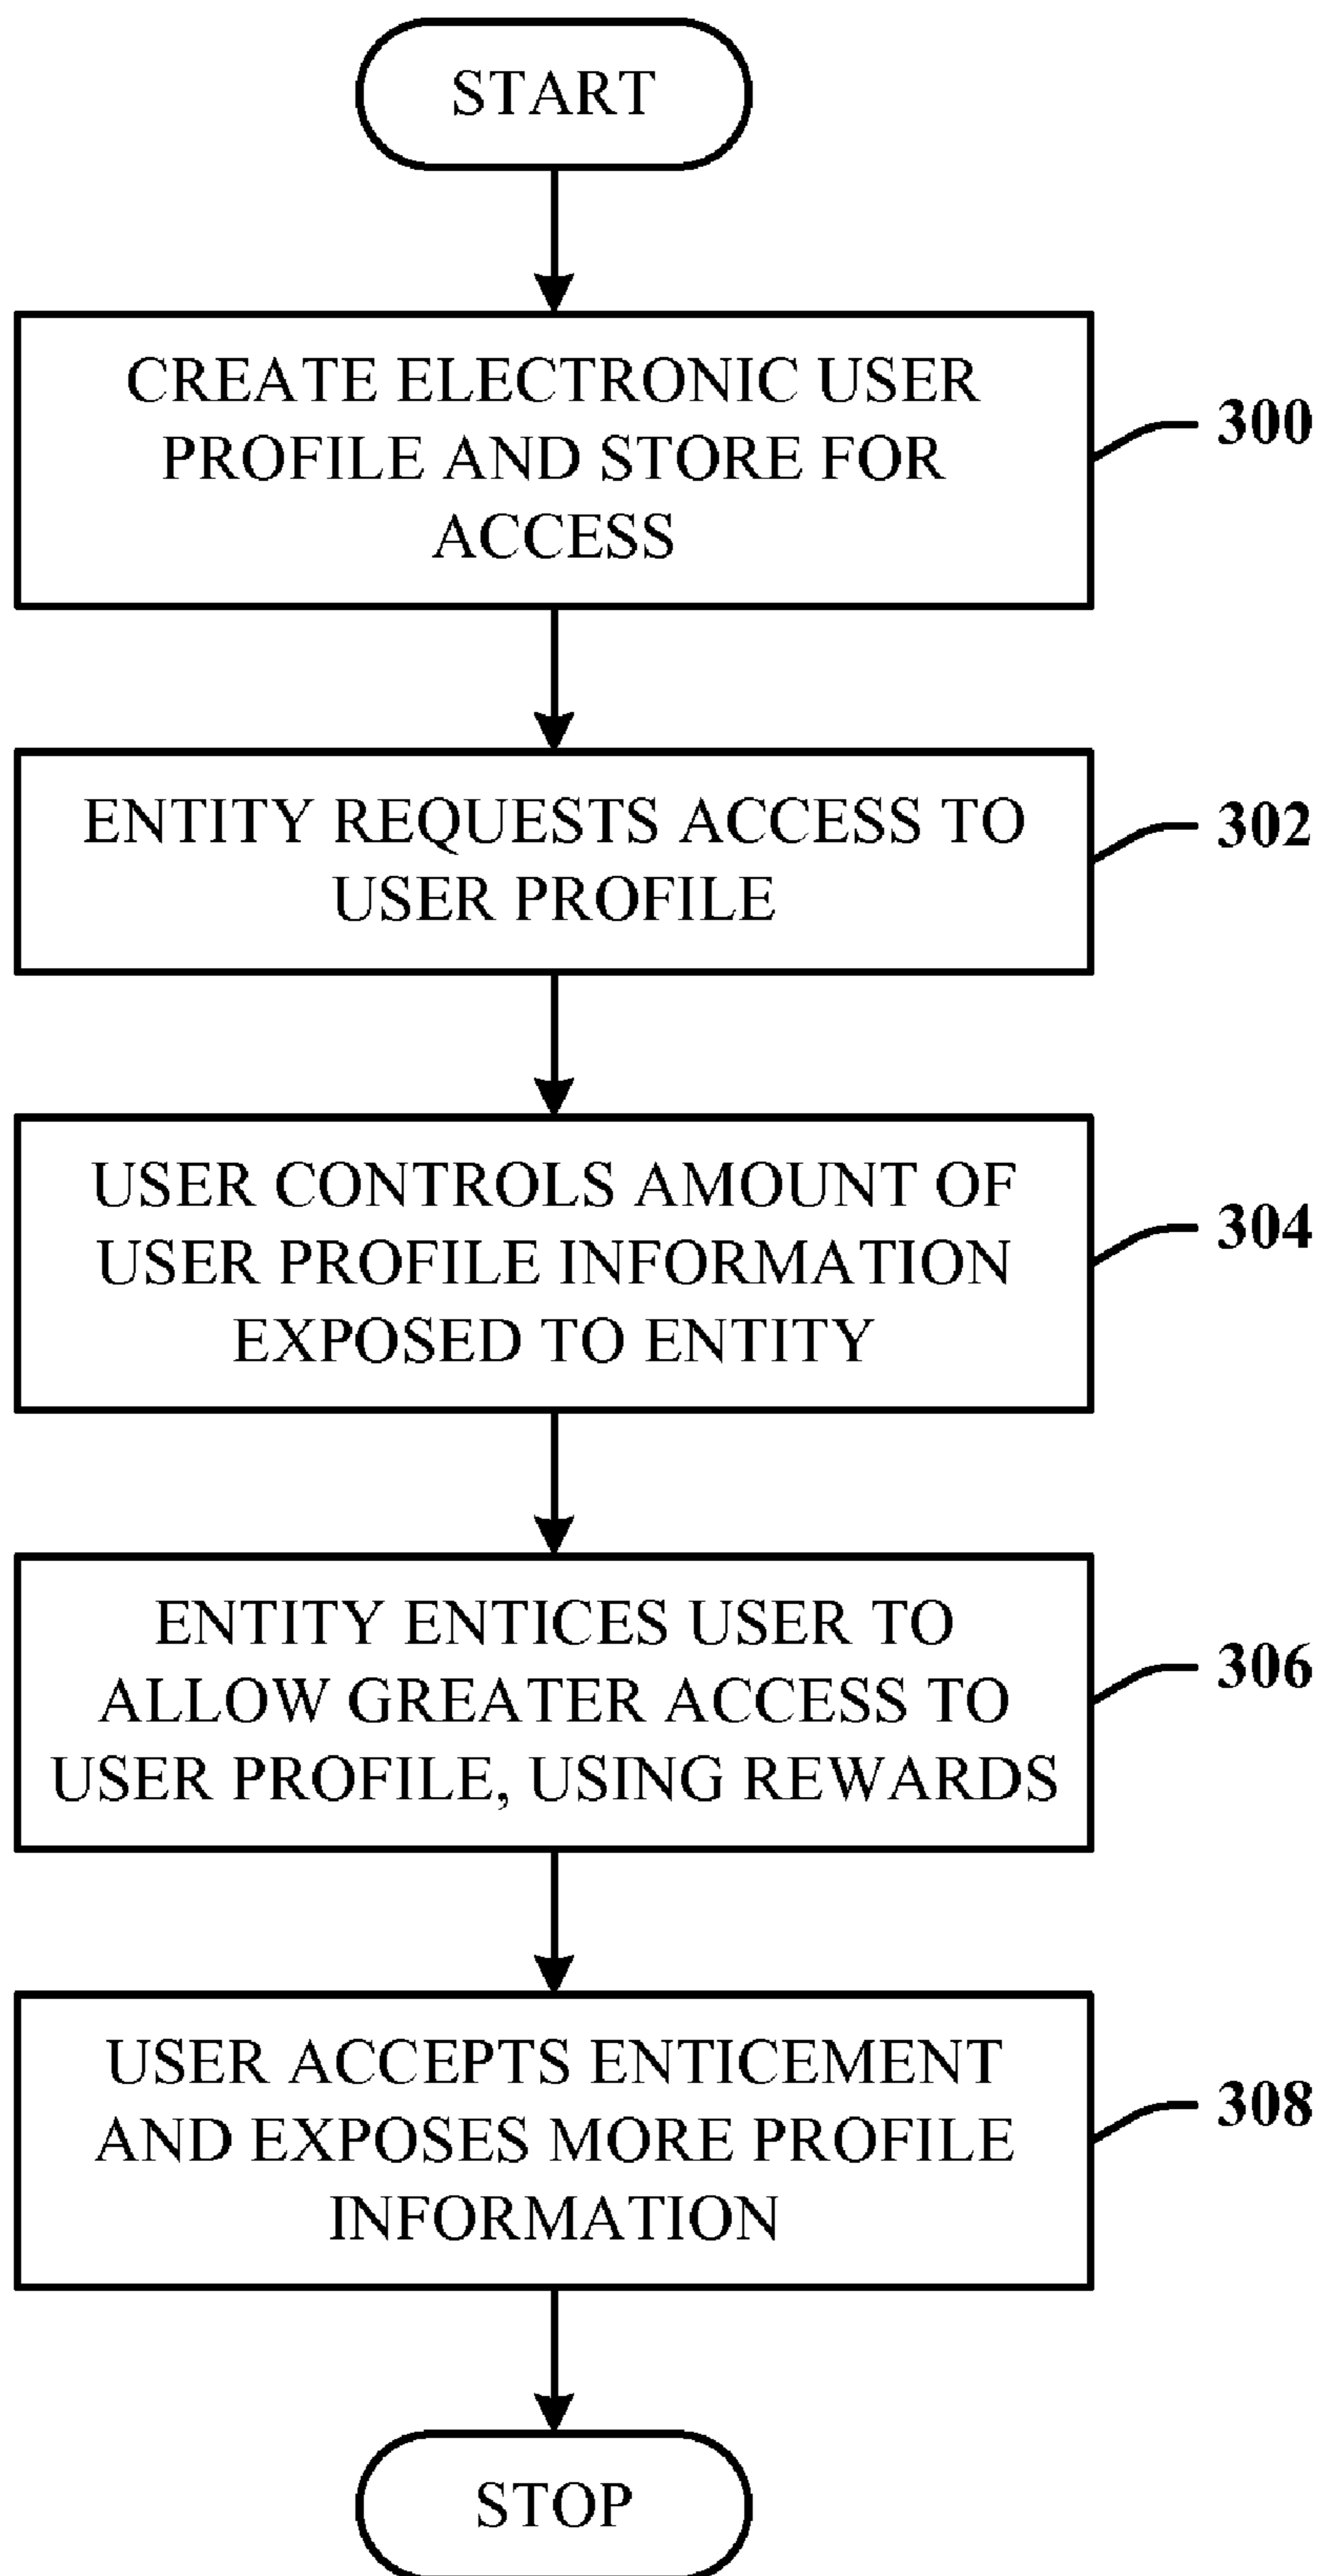 START
CREATE ELECTRONIC USER
PROFILE AND STORE FOR
ACCESS
300
ENTITY REQUESTS ACCESS TO
USER PROFILE
302
USER CONTROLS AMOUNT OF
USER PROFILE INFORMATION
EXPOSED TO ENTITY
304
ENTITY ENTICES USER TO
ALLOW GREATER ACCESS TO
USER PROFILE, USING REWARDS
306
USER ACCEPTS ENTICEMENT
AND EXPOSES MORE PROFILE
INFORMATION
308
STOP